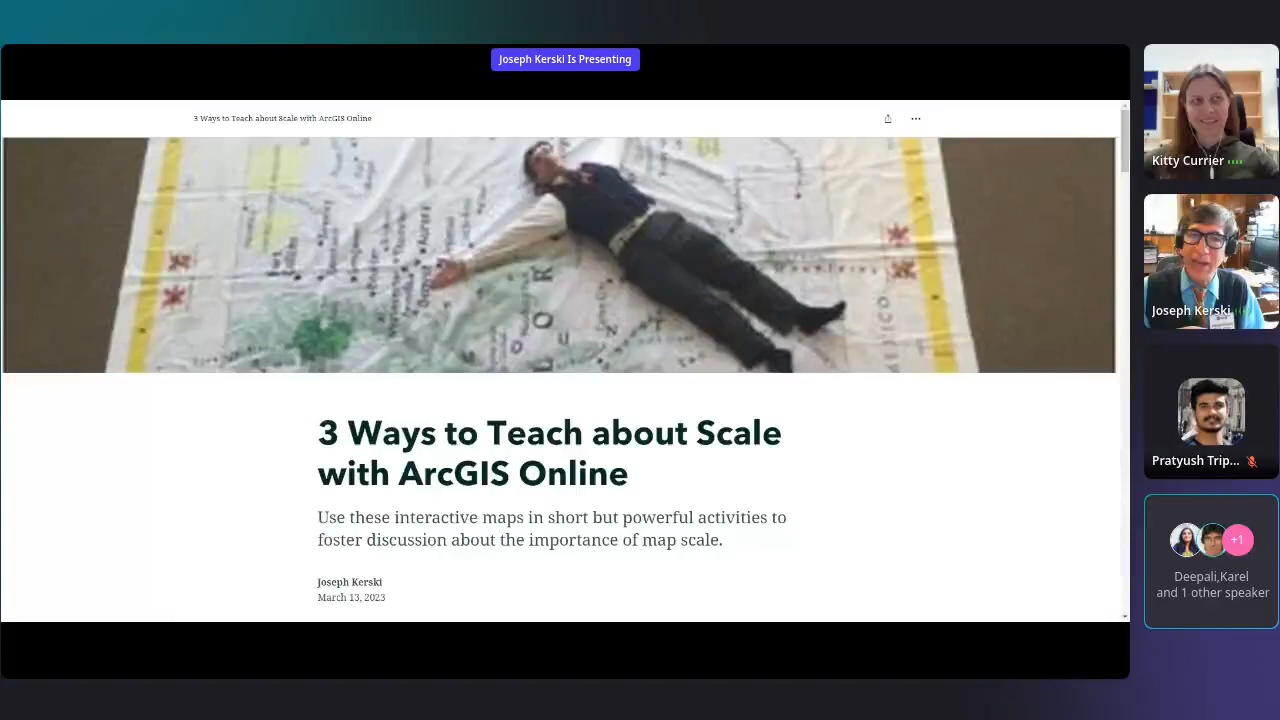 Joseph Kerski Is Presenting
3 Ways to Teach about Scale with ArcGIS Online
3 Ways to Teach about Scale
with ArcGIS Online
Use these interactive maps in short but powerful activities to
foster discussion about the importance of map scale.
Joseph Kerski
March 13, 2023
Kitty Currier
Joseph Kerski
Pratyush Trip...
+1
Deepali,Karel
and 1 other speaker